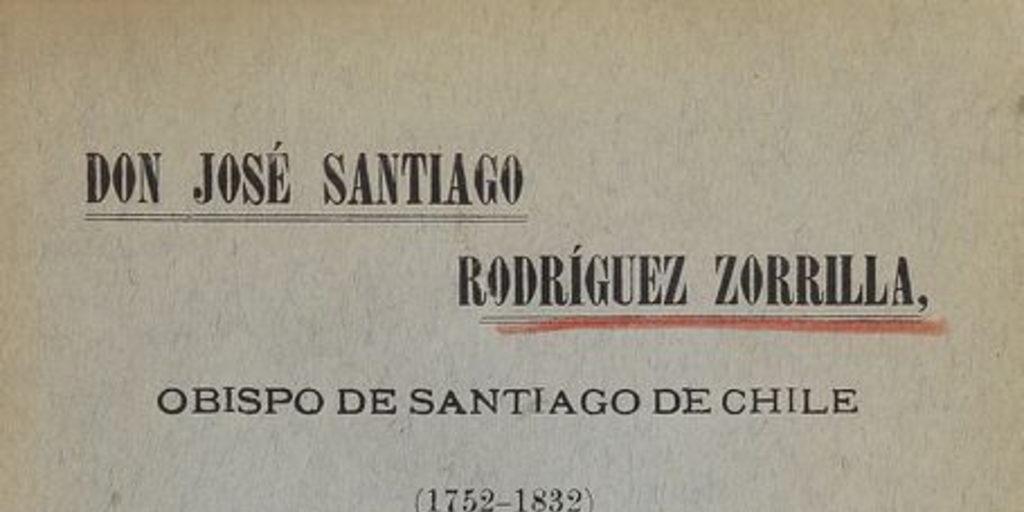 DON JOSÉ SANTIAGO
RODRÍGUEZ ZORRILLA,
OBISPO DE SANTIAGO DE CHILE
(1752-1832)